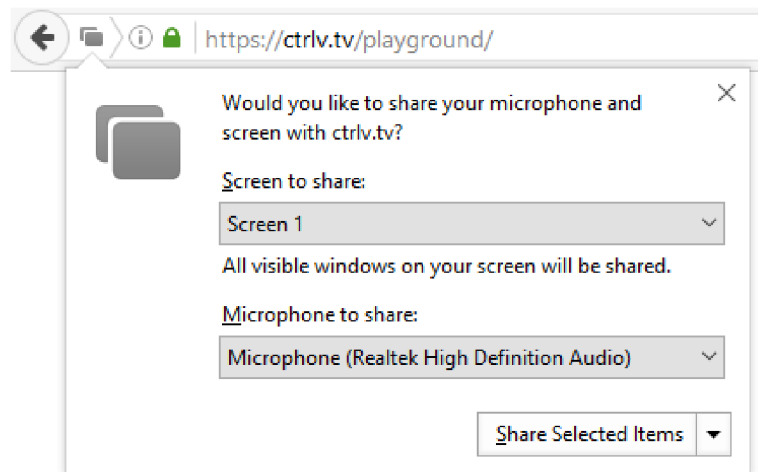 https://ctrlv.tv/playground/
Would you like to share your microphone and
screen with ctrlv.tv?
Screen to share:
Screen 1
All visible windows on your screen will be shared.
Microphone to share:
Microphone (Realtek High Definition Audio)
Share Selected Items